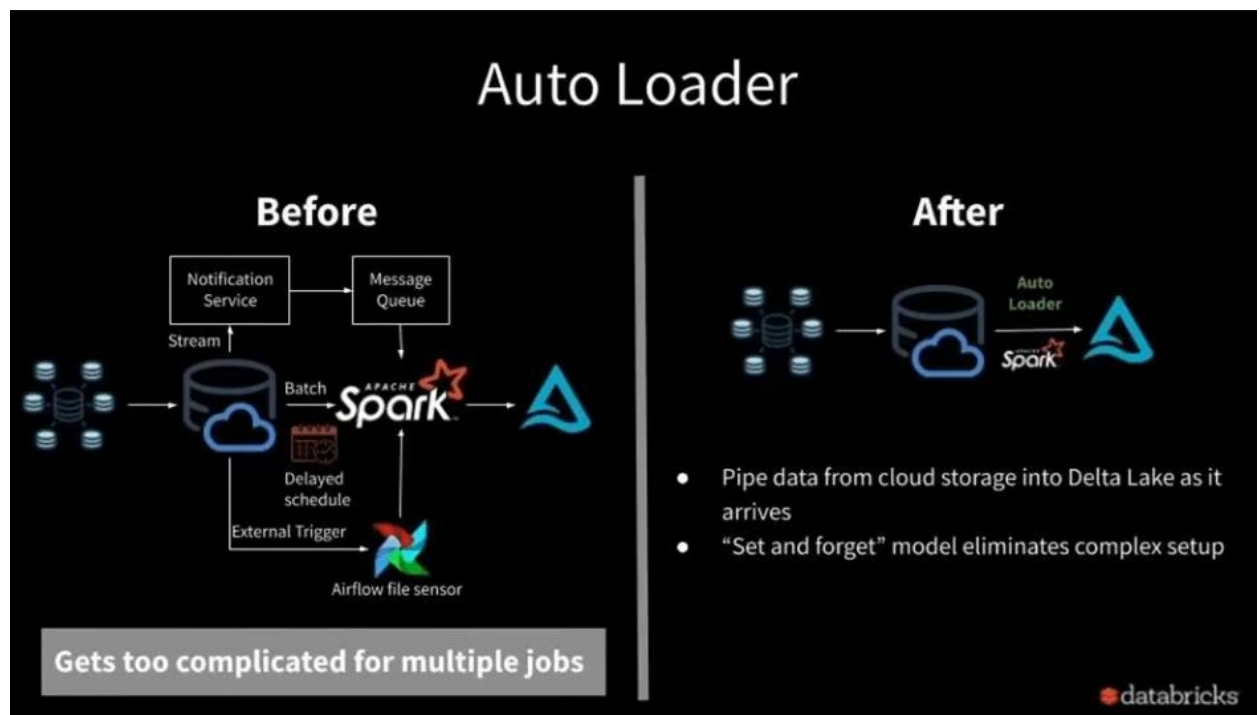 Auto Loader
Before
Notification
Service
Message
Queue
Stream
Batch
APACHE
Spark
Delayed
schedule
External Trigger
Airflow file sensor
Gets too complicated for multiple jobs
After
Auto
Loader
APACHE
Spark
● Pipe data from cloud storage into Delta Lake as it
arrives
● “Set and forget” model eliminates complex setup
databricks